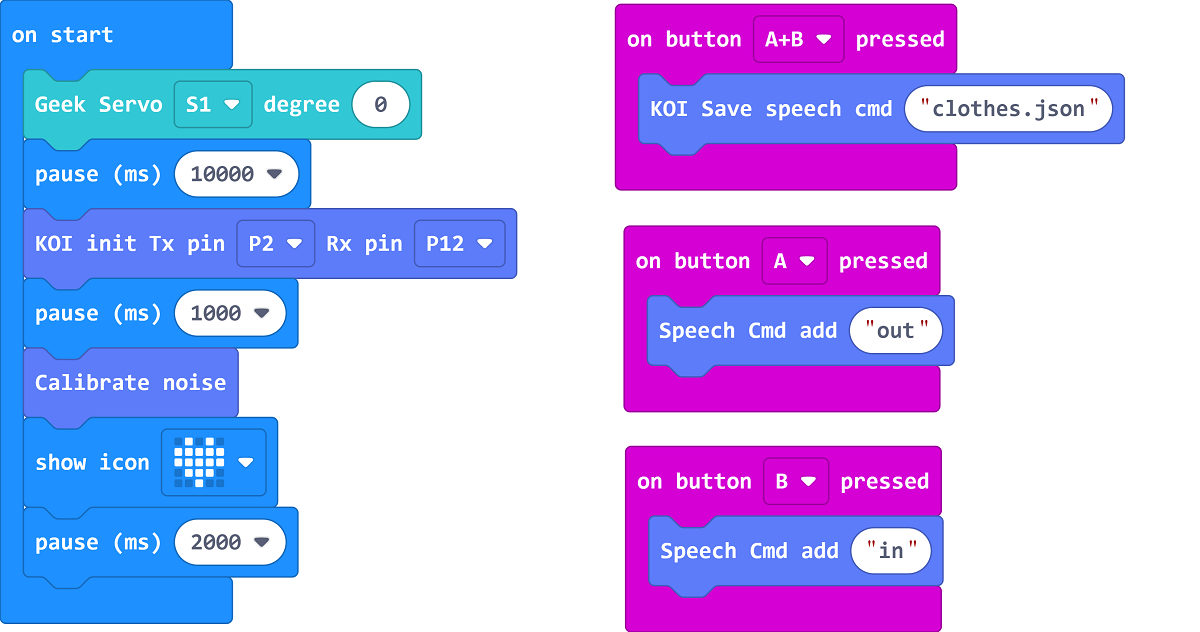 on start
Geek Servo S1 degree 0
pause (ms) 10000
KOI init Tx pin P2 Rx pin P12
pause (ms) 1000
Calibrate noise
show icon
pause (ms) 2000
on button A+B pressed
KOI Save speech cmd "clothes.json"
on button A pressed
Speech Cmd add "out"
on button B pressed
Speech Cmd add "in"